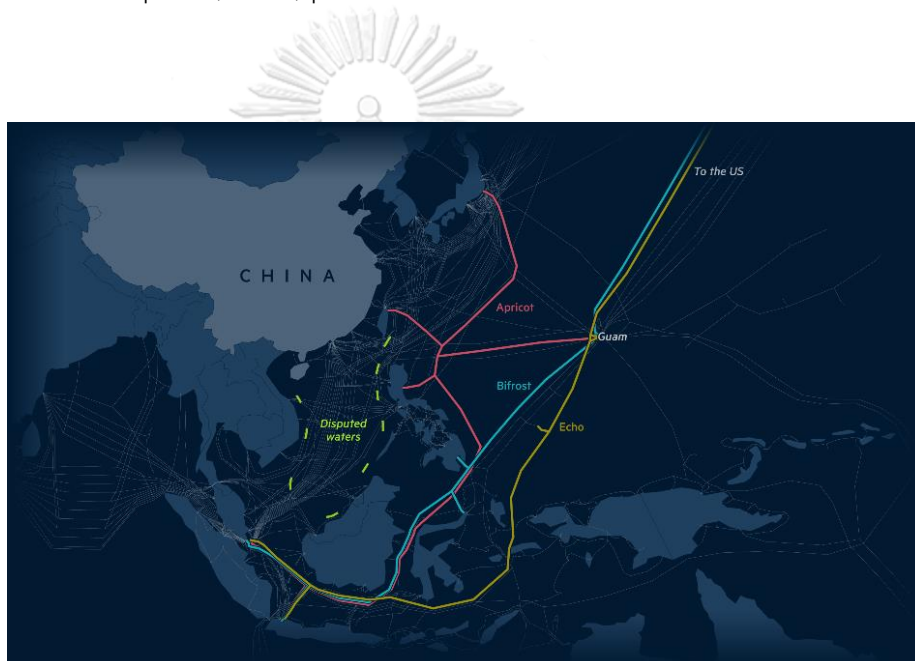 To the US
CHINA
Apricot
Guam
Bifrost
Disputed
waters
Echo